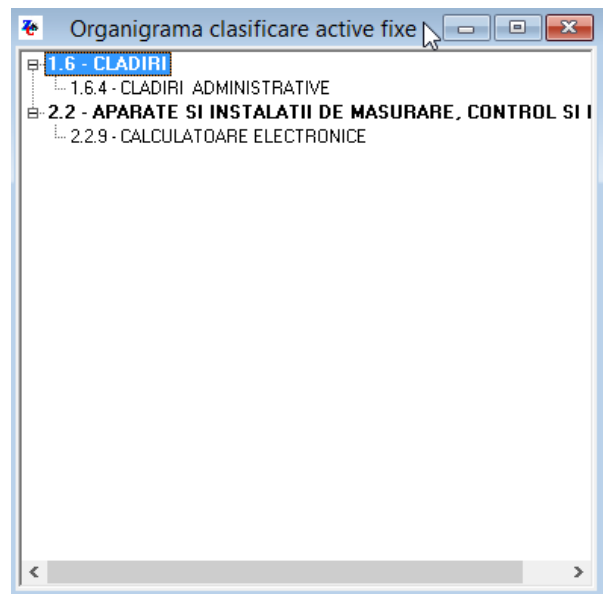 Organigrama clasificare active fixe
1.6 - CLADIRI
1.6.4 - CLADIRI ADMINISTRATIVE
2.2 - APARATE SI INSTALATII DE MASURARE, CONTROL SI
2.2.9 - CALCULATOARE ELECTRONICE